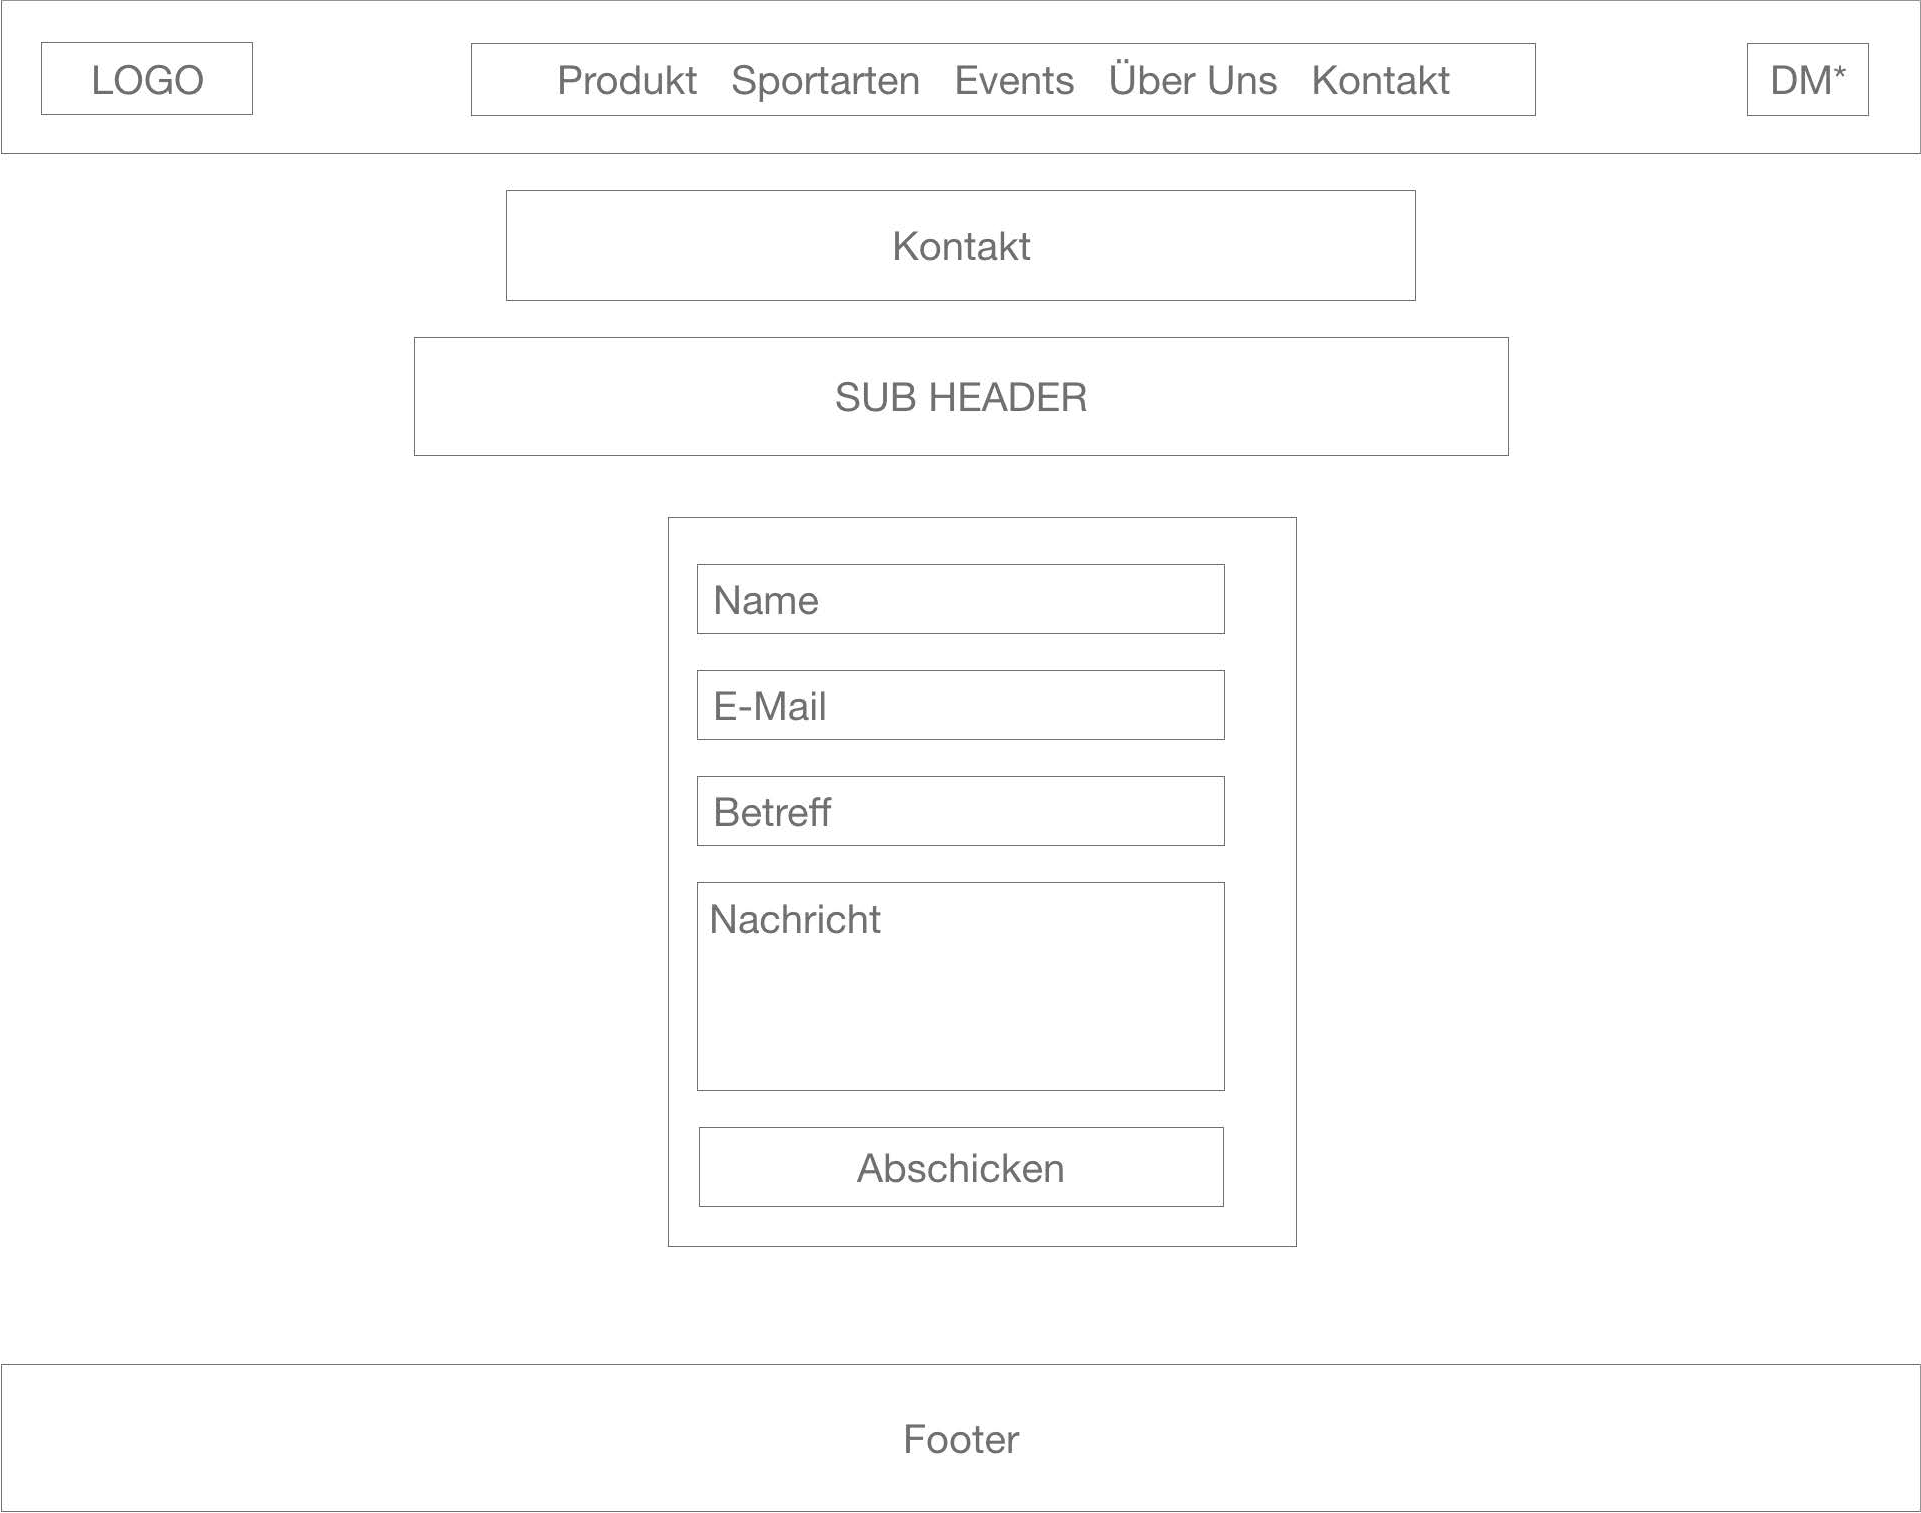 LOGO Produkt Sportarten Events Über Uns Kontakt DM*
Kontakt
SUB HEADER
Name
E-Mail
Betreff
Nachricht
Abschicken
Footer